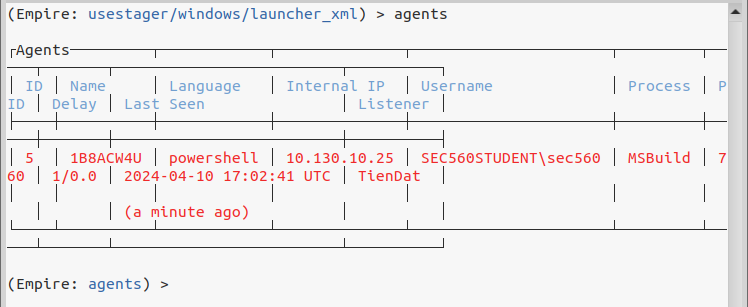 (Empire: usestager/windows/launcher_xml) > agents
Agents
ID Name Language Internal IP Username Process P
ID Delay Last Seen Listener
5 1B8ACW4U powershell 10.130.10.25 SEC560STUDENT\sec560 MSBuild 7
60 1/0.0 2024-04-10 17:02:41 UTC TienDat
(a minute ago)
(Empire: agents) >